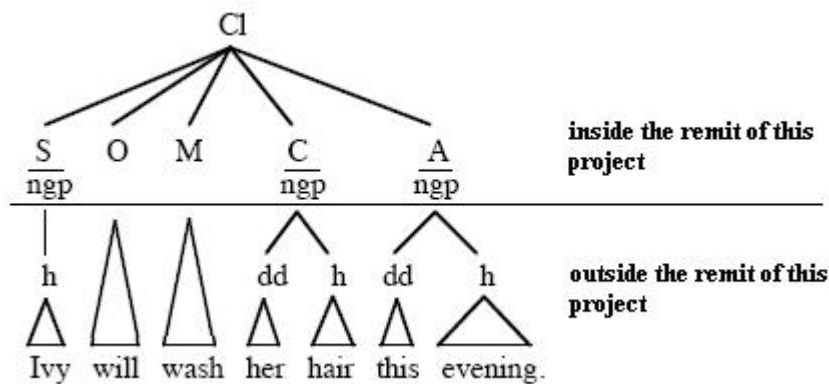 Cl
S O M C A
ngp ngp ngp
inside the remit of this
project
h dd h dd h
outside the remit of this
project
Ivy will wash her hair this evening.